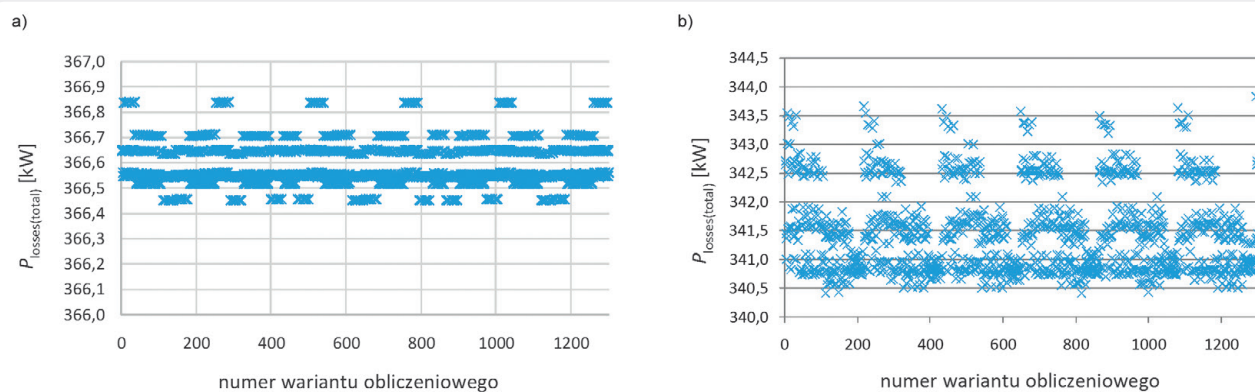 a)
367,0
366,9
366,8
366,7
366,6
366,5
366,4
366,3
366,2
366,1
366,0
P losses(total) [kW]
0 200 400 600 800 1000 1200
numer wariantu obliczeniowego
b)
344,5
344,0
343,5
343,0
342,5
342,0
341,5
341,0
340,5
340,0
P losses(total) [kW]
0 200 400 600 800 1000 1200
numer wariantu obliczeniowego